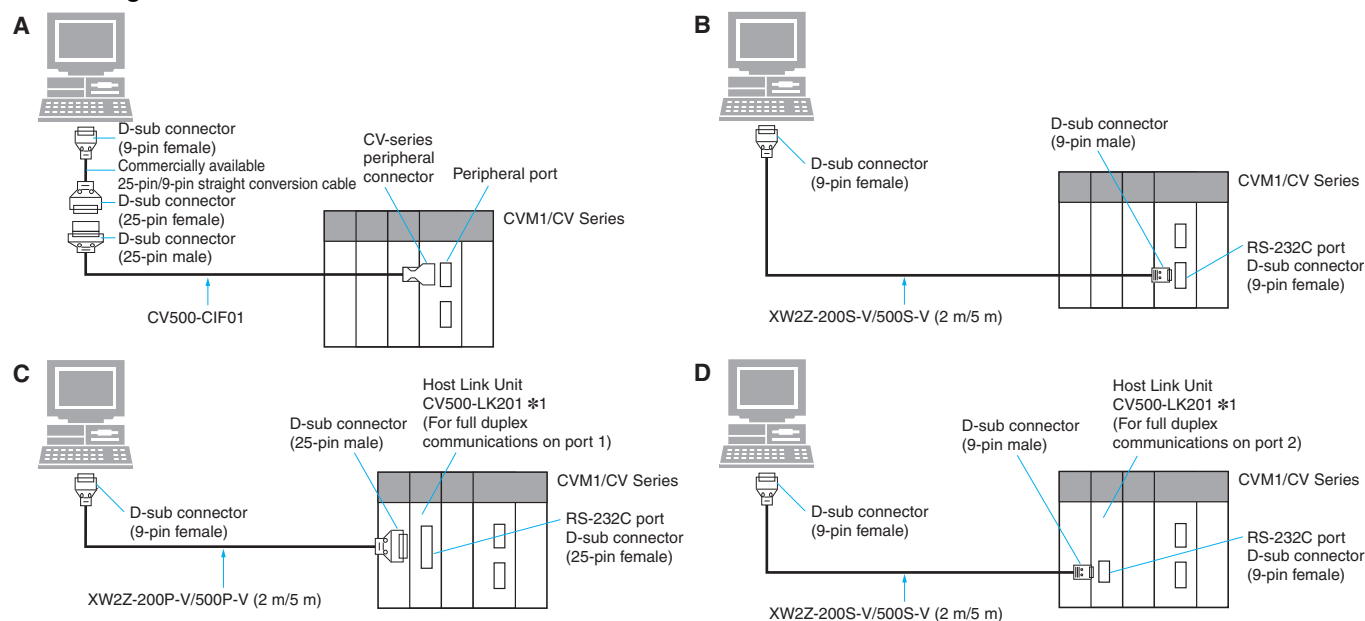 A
D-sub connector
(9-pin female)
Commercially available
25-pin/9-pin straight conversion cable
D-sub connector
(25-pin female)
D-sub connector
(25-pin male)
CV-series
peripheral
connector
Peripheral port
CVM1/CV Series
CV500-CIF01
B
D-sub connector
(9-pin female)
D-sub connector
(9-pin male)
CVM1/CV Series
RS-232C port
D-sub connector
(9-pin female)
XW2Z-200S-V/500S-V (2 m/5 m)
C
D-sub connector
(9-pin female)
D-sub connector
(25-pin male)
Host Link Unit
CV500-LK201 ✻1
(For full duplex
communications on port 1)
CVM1/CV Series
RS-232C port
D-sub connector
(25-pin female)
XW2Z-200P-V/500P-V (2 m/5 m)
D
D-sub connector
(9-pin female)
D-sub connector
(9-pin male)
Host Link Unit
CV500-LK201 ✻1
(For full duplex
communications on port 2)
CVM1/CV Series
RS-232C port
D-sub connector
(9-pin female)
XW2Z-200S-V/500S-V (2 m/5 m)